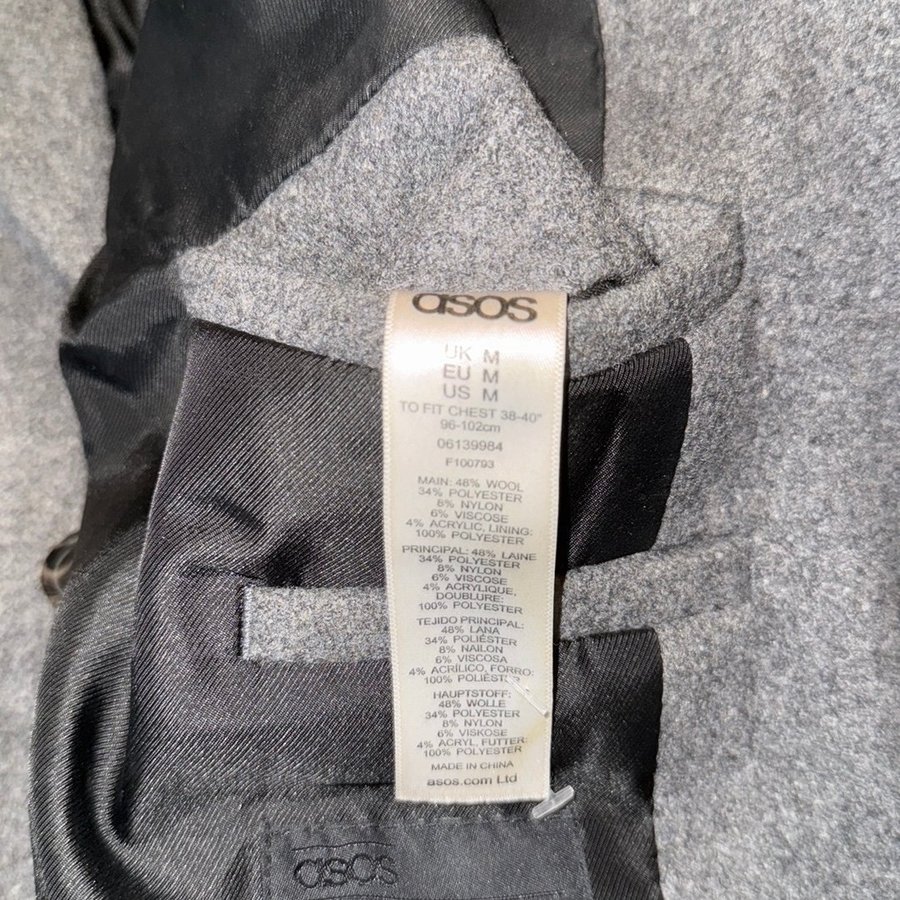 asos
UK M
EU M
US M
TO FIT CHEST 38-40"
96-102cm
06139984
F100793
MAIN: 48% WOOL
34% POLYESTER
8% NYLON
6% VISCOSE
4% ACRYLIC, LINING:
100% POLYESTER
PRINCIPAL: 48% LAINE
34% POLYESTER
8% NYLON
6% VISCOSE
4% ACRYLIQUE,
DOUBLURE:
100% POLYESTER
TEJIDO PRINCIPAL:
48% LANA
34% POLIÉSTER
8% NAILON
6% VISCOSA
4% ACRÍLICO, FORRO:
100% POLIÉSTER
HAUPTSTOFF:
48% WOLLE
34% POLYESTER
8% NYLON
6% VISKOSE
4% ACRYL, FUTTER:
100% POLYESTER
MADE IN CHINA
asos.com Ltd
asos